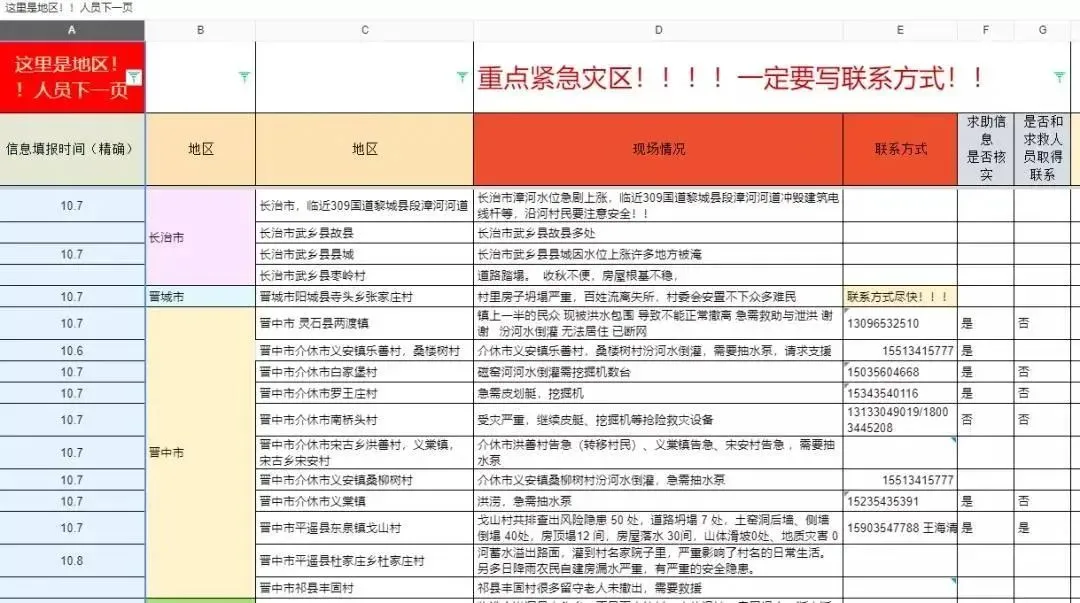 这里是地区！！人员下一页
A B C D E F G
这里是地区！
！人员下一页
重点紧急灾区！！！！一定要写联系方式！！
信息填报时间（精确）
地区
地区
现场情况
联系方式
求助信
息
是否核
实
是否和
求救人
员取得
联系
10.7
长治市
长治市，临近309国道黎城县段漳河河道
长治市漳河水位急剧上涨，临近309国道黎城县段漳河河道冲毁建筑电
线杆等，沿河村民要注意安全！！
长治市武乡县故县
长治市武乡县故县多处
10.7
长治市武乡县县城
长治市武乡县县城因水位上涨许多地方被淹
长治市武乡县枣岭村
道路踏塌。 收秋不便，房屋根基不稳，
10.7
晋城市
晋城市阳城县寺头乡张家庄村
村里房子坍塌严重，百姓流离失所，村委会安置不下众多难民
联系方式尽快！！！
10.7
晋中市
晋中市 灵石县两渡镇
镇上一半的民众 现被洪水包围 导致不能正常撤离 急需救助与泄洪 谢
谢 汾河水倒灌 无法居住 已断网
13096532510
是
否
10.6
晋中市介休市义安镇乐善村，桑楼树村
介休市义安镇乐善村，桑楼树村汾河水倒灌，需要抽水泵，请求支援
15513415777
是
10.7
晋中市介休市白家堡村
磁窑河河水倒灌需挖掘机数台
15035604668
是
否
10.7
晋中市介休市罗王庄村
急需皮划艇，挖掘机
15343540116
是
否
10.7
晋中市介休市南桥头村
受灾严重，继续皮艇、挖掘机等抢险救灾设备
13133049019/1800
3445208
否
否
10.7
晋中市介休市宋古乡洪善村，义棠镇，
宋古乡宋安村
介休市洪善村告急（转移村民）、义棠镇告急、宋安村告急 ，需要抽
水泵
10.7
晋中市介休市义安镇桑柳树村
介休市义安镇桑柳树村汾河水倒灌，急需抽水泵
15513415777
10.7
晋中市介休市义棠镇
洪涝，急需抽水泵
15235435391
是
否
10.7
晋中市平遥县东泉镇戈山村
戈山村共排查出风险隐患 50 处，道路坍塌 7 处，土窑洞后墙、侧墙
倒塌 40处，房顶塌12 间，房屋落水 30间，山体滑坡0处、地质灾害 0
15903547788 王海清
是
是
10.8
晋中市平遥县杜家庄乡杜家庄村
河蓄水溢出路面，灌到村名家院子里，严重影响了村名的日常生活。
另多日降雨农民自建房漏水严重，有严重的安全隐患。
晋中市祁县丰固村
祁县丰固村很多留守老人未撤出，需要救援